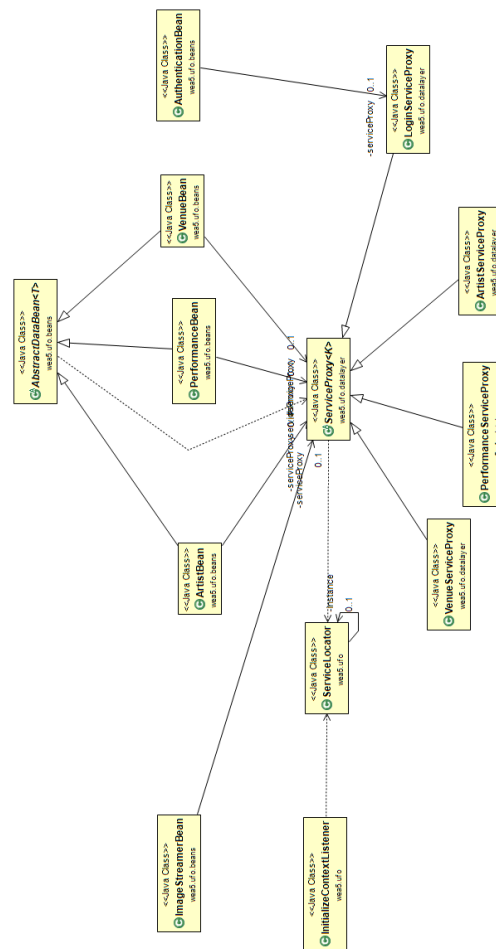 <<Java Class>>
AuthenticationBean
wea5.ufo.beans
-serviceProxy 0..1
<<Java Class>>
LoginServiceProxy
wea5.ufo.datalayer
<<Java Class>>
VenueBean
wea5.ufo.beans
<<Java Class>>
ArtistServiceProxy
wea5.ufo.datalayer
<<Java Class>>
AbstractDataBean<T>
wea5.ufo.beans
<<Java Class>>
PerformanceBean
wea5.ufo.beans
0..1
<<Java Class>>
ServiceProxy<K>
wea5.ufo.datalayer
-serviceProxy
-serviceProxy
0..1
<<Java Class>>
PerformanceServiceProxy
<<Java Class>>
ArtistBean
wea5.ufo.beans
<<Java Class>>
VenueServiceProxy
wea5.ufo.datalayer
-instance
0..1
<<Java Class>>
ServiceLocator
wea5.ufo
<<Java Class>>
ImageStreamerBean
wea5.ufo.beans
<<Java Class>>
InitializeContextListener
wea5.ufo